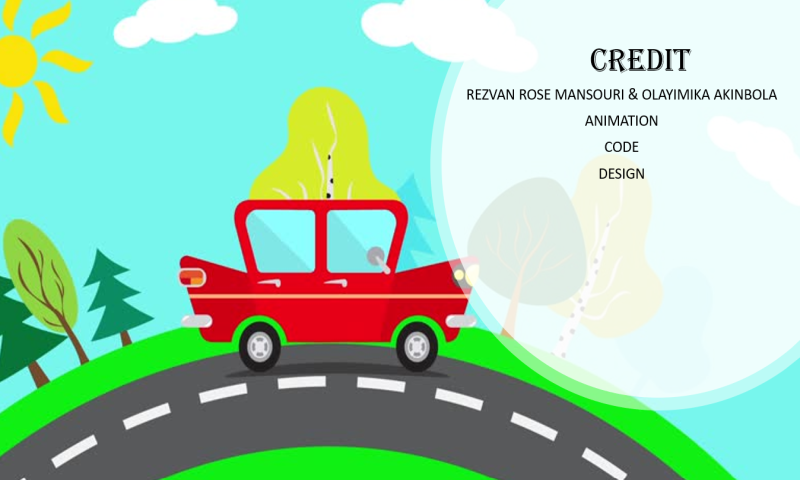 CREDIT
REZVAN ROSE MANSOURI & OLAYIMIKA AKINBOLA
ANIMATION
CODE
DESIGN